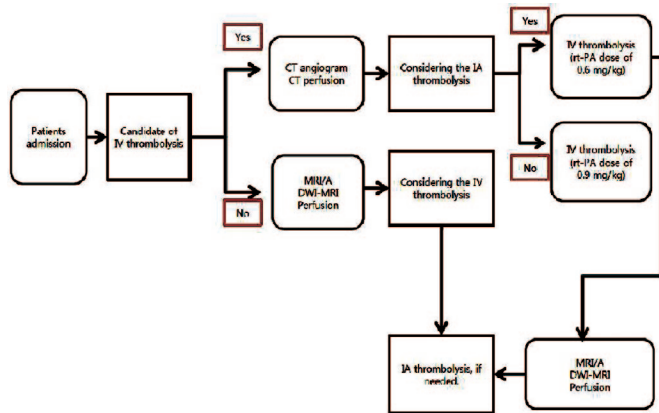 Yes
Yes
CT angiogram
CT perfusion
Considering the IA
thrombolysis
IV thrombolysis
(rt-PA dose of
0.6 mg/kg)
Patients
admission
Candidate of
IV thrombolysis
IV thrombolysis
(rt-PA dose of
0.9 mg/kg)
No
MRI/A
DWI-MRI
Perfusion
Considering the IV
thrombolysis
No
IA thrombolysis, if
needed.
MRI/A
DWI-MRI
Perfusion